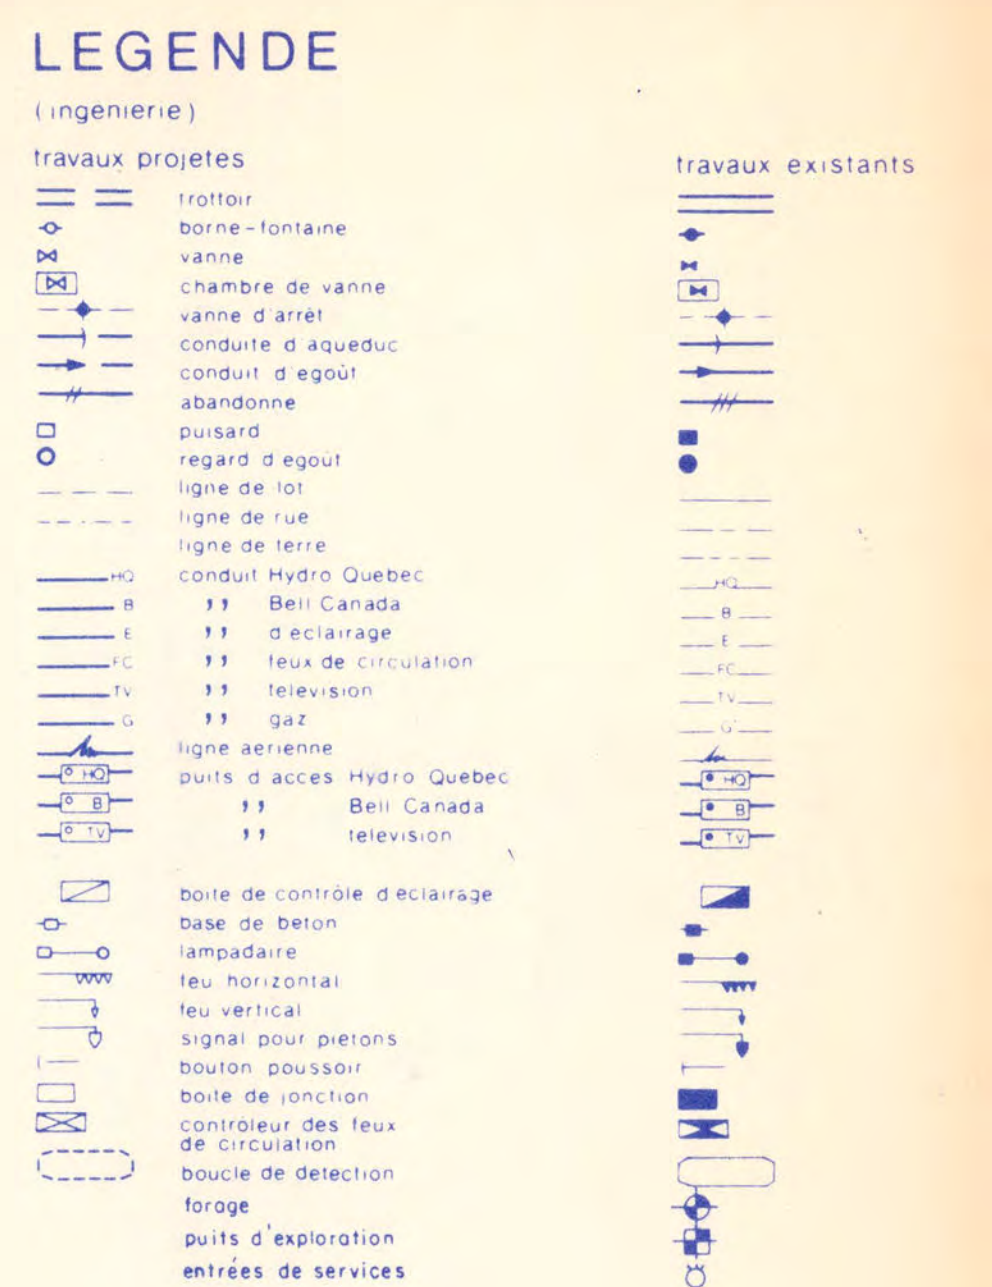 LEGENDE
(ingenierie)
travaux projetes
travaux existants
trottoir
borne-fontaine
vanne
chambre de vanne
vanne d'arrêt
conduite d'aqueduc
conduit d'egoût
abandonne
puisard
regard d egoût
ligne de lot
ligne de rue
ligne de terre
HQ conduit Hydro Quebec HQ
B ,, Bell Canada B
E ,, d eclairage E
FC ,, feux de circulation FC
TV ,, television TV
G ,, gaz G
ligne aerienne
HQ puits d acces Hydro Quebec HQ
B ,, Bell Canada B
TV ,, television TV
boite de contrôle d eclairage
base de beton
lampadaire
feu horizontal
feu vertical
signal pour pietons
bouton poussoir
boite de jonction
contrôleur des feux
de circulation
boucle de detection
forage
puits d'exploration
entrées de services